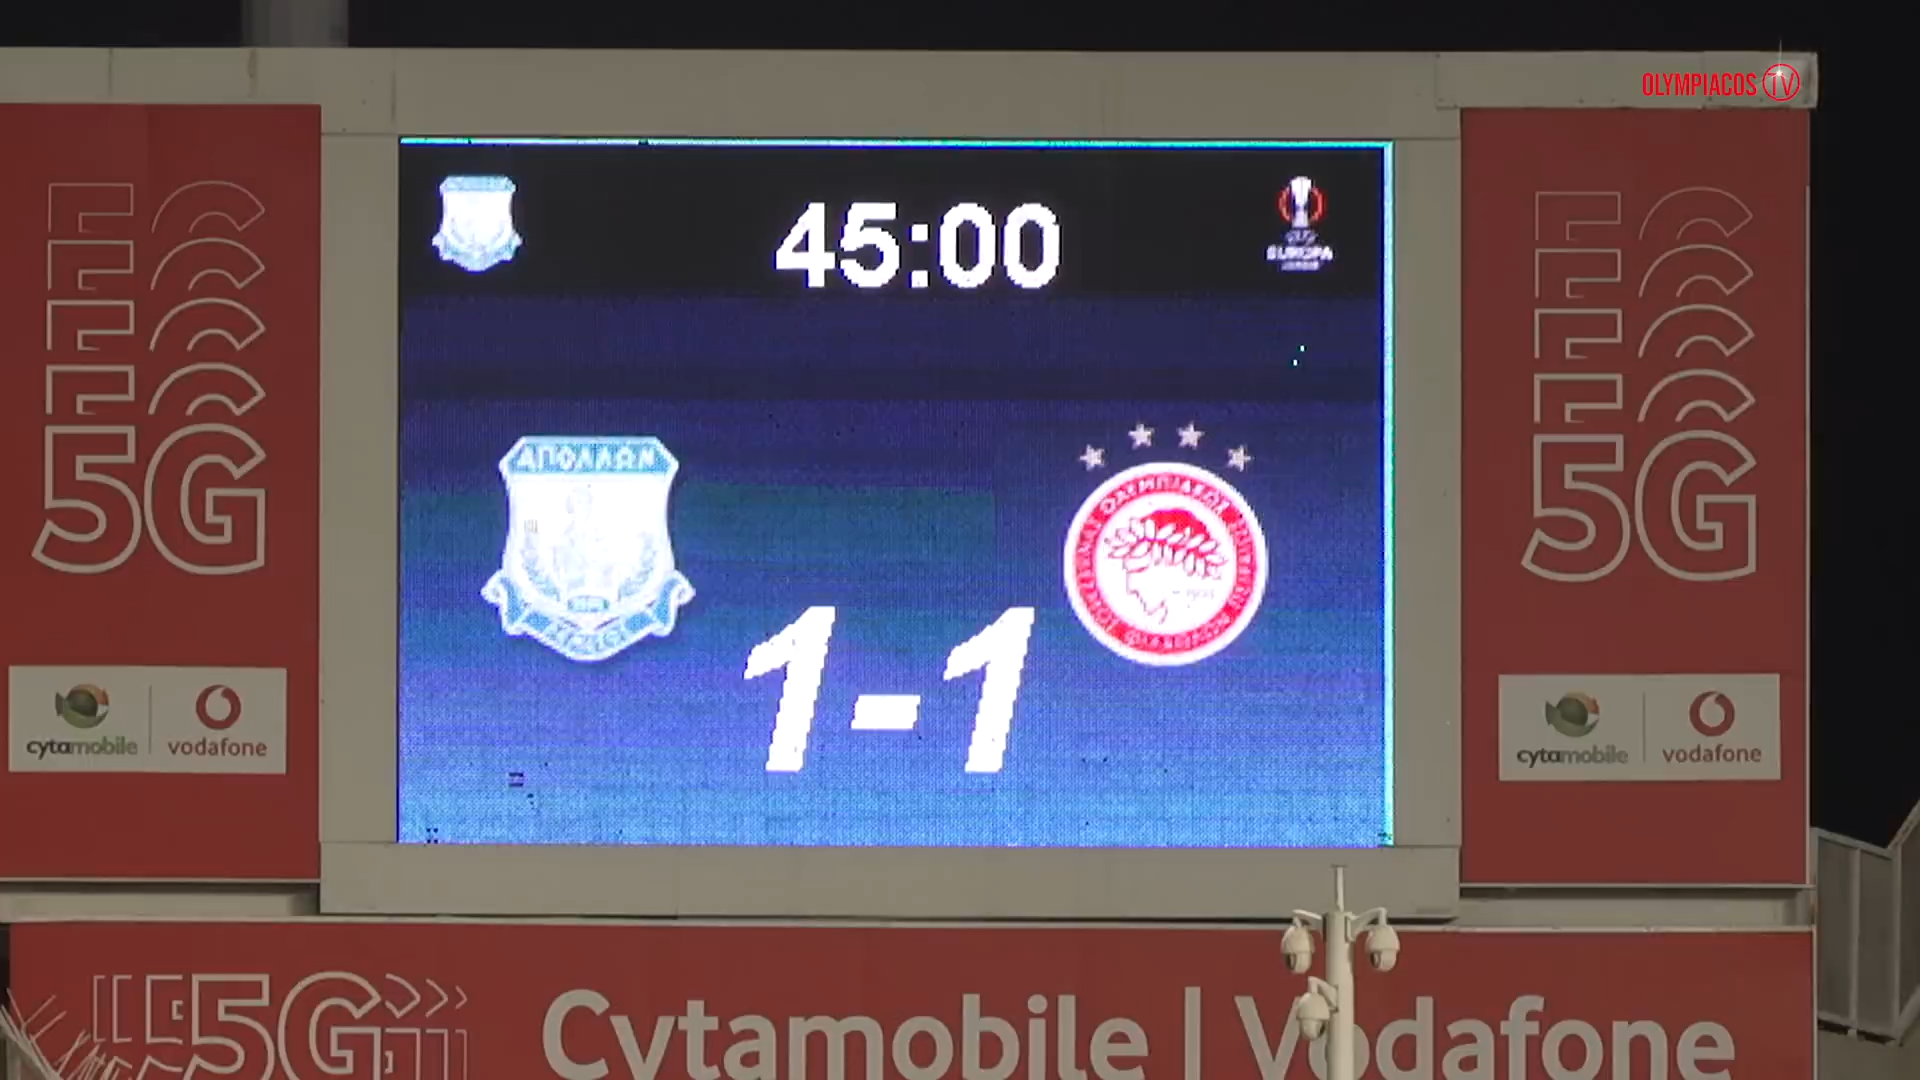 OLYMPIACOS TV
45:00
EUROPA
ΑΠΟΛΛΩΝ
1-1
5G
5G
cytamobile
vodafone
cytamobile
vodafone
5G
Cytamobile | Vodafone